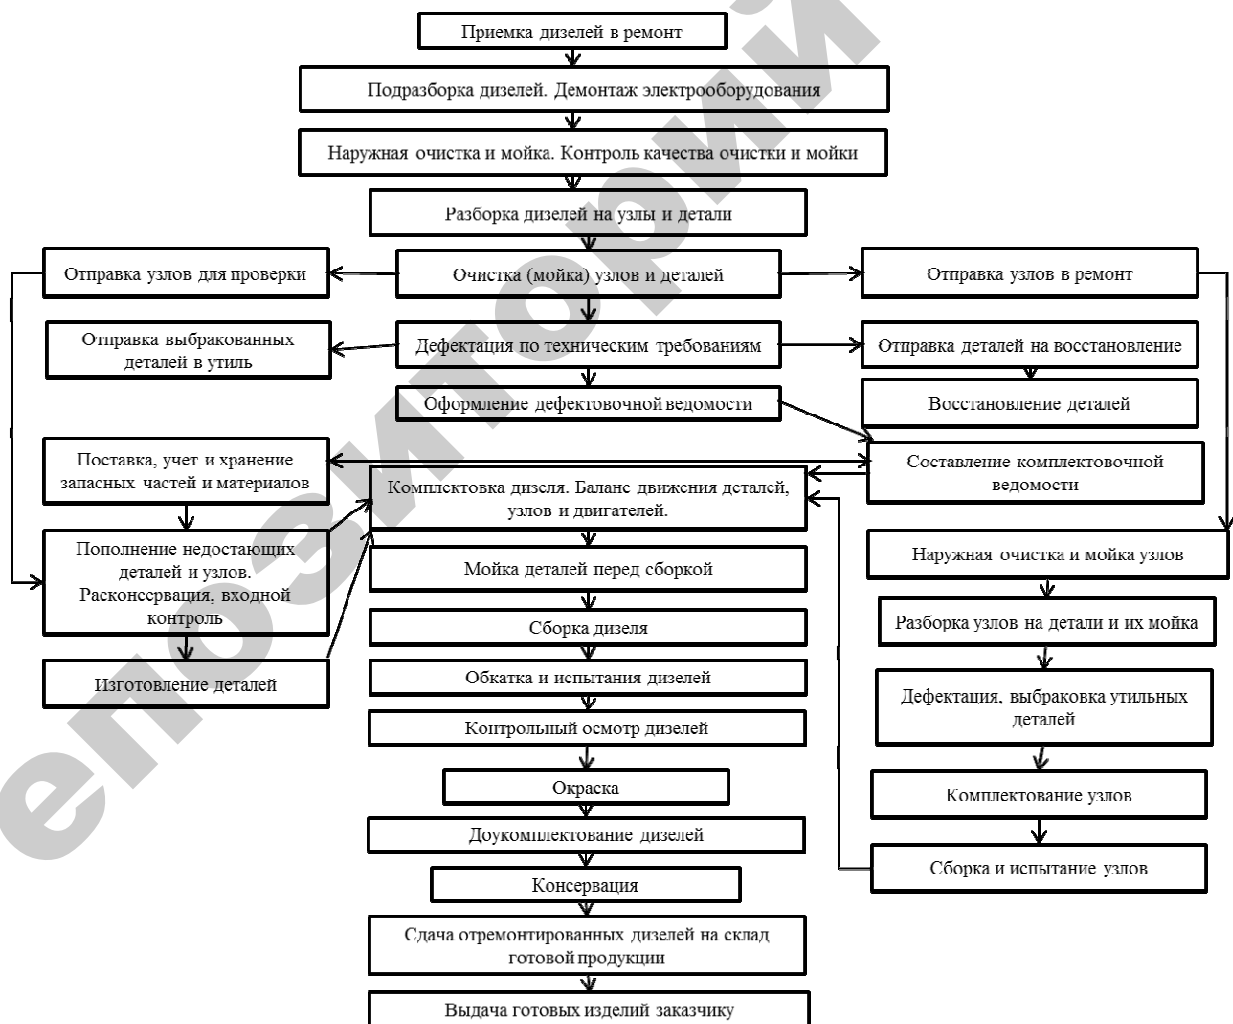 Приемка дизелей в ремонт
Подразборка дизелей. Демонтаж электрооборудования
Наружная очистка и мойка. Контроль качества очистки и мойки
Разборка дизелей на узлы и детали
Отправка узлов для проверки
Очистка (мойка) узлов и деталей
Отправка узлов в ремонт
Отправка выбракованных
деталей в утиль
Дефектация по техническим требованиям
Отправка деталей на восстановление
Оформление дефектовочной ведомости
Восстановление деталей
Поставка, учет и хранение
запасных частей и материалов
Комплектовка дизеля. Баланс движения деталей,
узлов и двигателей.
Составление комплектовочной
ведомости
Пополнение недостающих
деталей и узлов.
Расконсервация, входной
контроль
Мойка деталей перед сборкой
Наружная очистка и мойка узлов
Сборка дизеля
Разборка узлов на детали и их мойка
Изготовление деталей
Обкатка и испытания дизелей
Дефектация, выбраковка утильных
деталей
Контрольный осмотр дизелей
Окраска
Комплектование узлов
Доукомплектование дизелей
Сборка и испытание узлов
Консервация
Сдача отремонтированных дизелей на склад
готовой продукции
Выдача готовых изделий заказчику
епозиторий